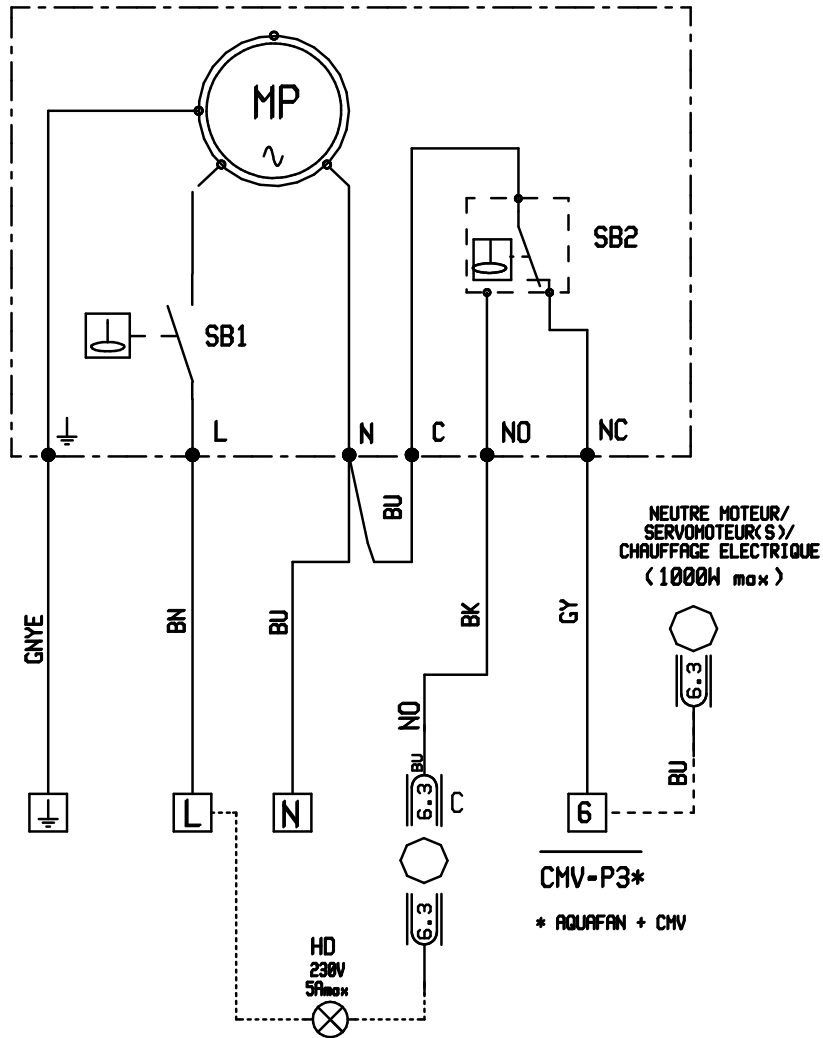 MP
SB2
SB1
L
N
C
NO
NC
BU
NEUTRE MOTEUR/
SERVOMOTEUR(S)/
CHAUFFAGE ELECTRIQUE
(1000W max)
GNYE
BN
BU
BK
GY
6.3
NO
BU
BU
6.3
C
L
N
6
CMV-P3*
6.3
* AQUAFAN + CMV
HD
230V
5Amax